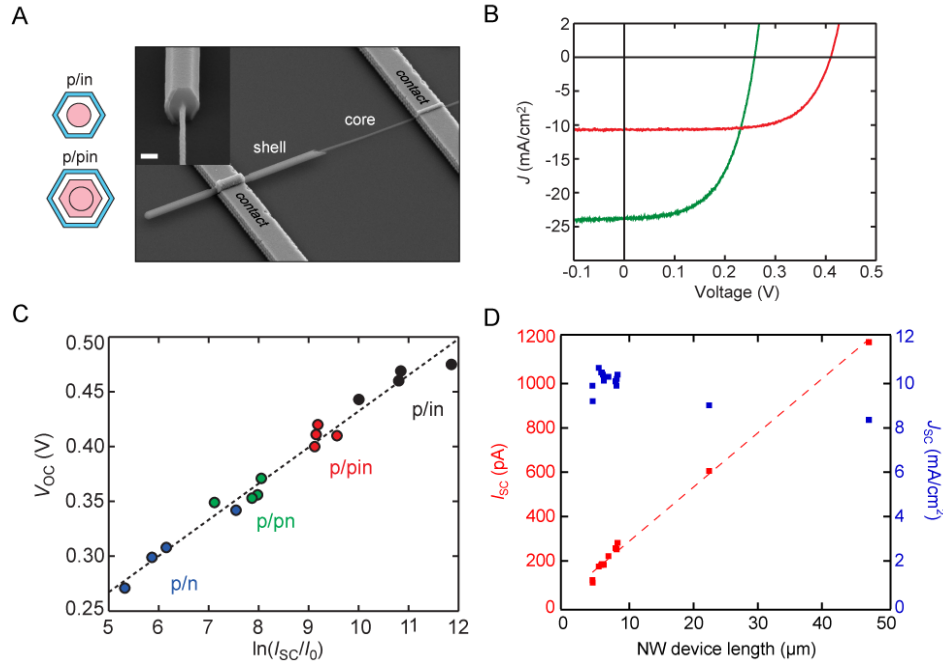 A
p/in
p/pin
shell
core
contact
contact
B
2
0
-5
-10
-15
-20
-25
J (mA/cm2)
-0.1
0
0.1
0.2
0.3
0.4
0.5
Voltage (V)
C
0.50
0.45
0.40
0.35
0.30
0.25
VOC (V)
p/in
p/pin
p/pn
p/n
5
6
7
8
9
10
11
12
ln(ISC/I0)
D
1200
1000
800
600
400
200
0
ISC (pA)
12
10
8
6
4
2
0
JSC (mA/cm2)
0
10
20
30
40
50
NW device length (μm)